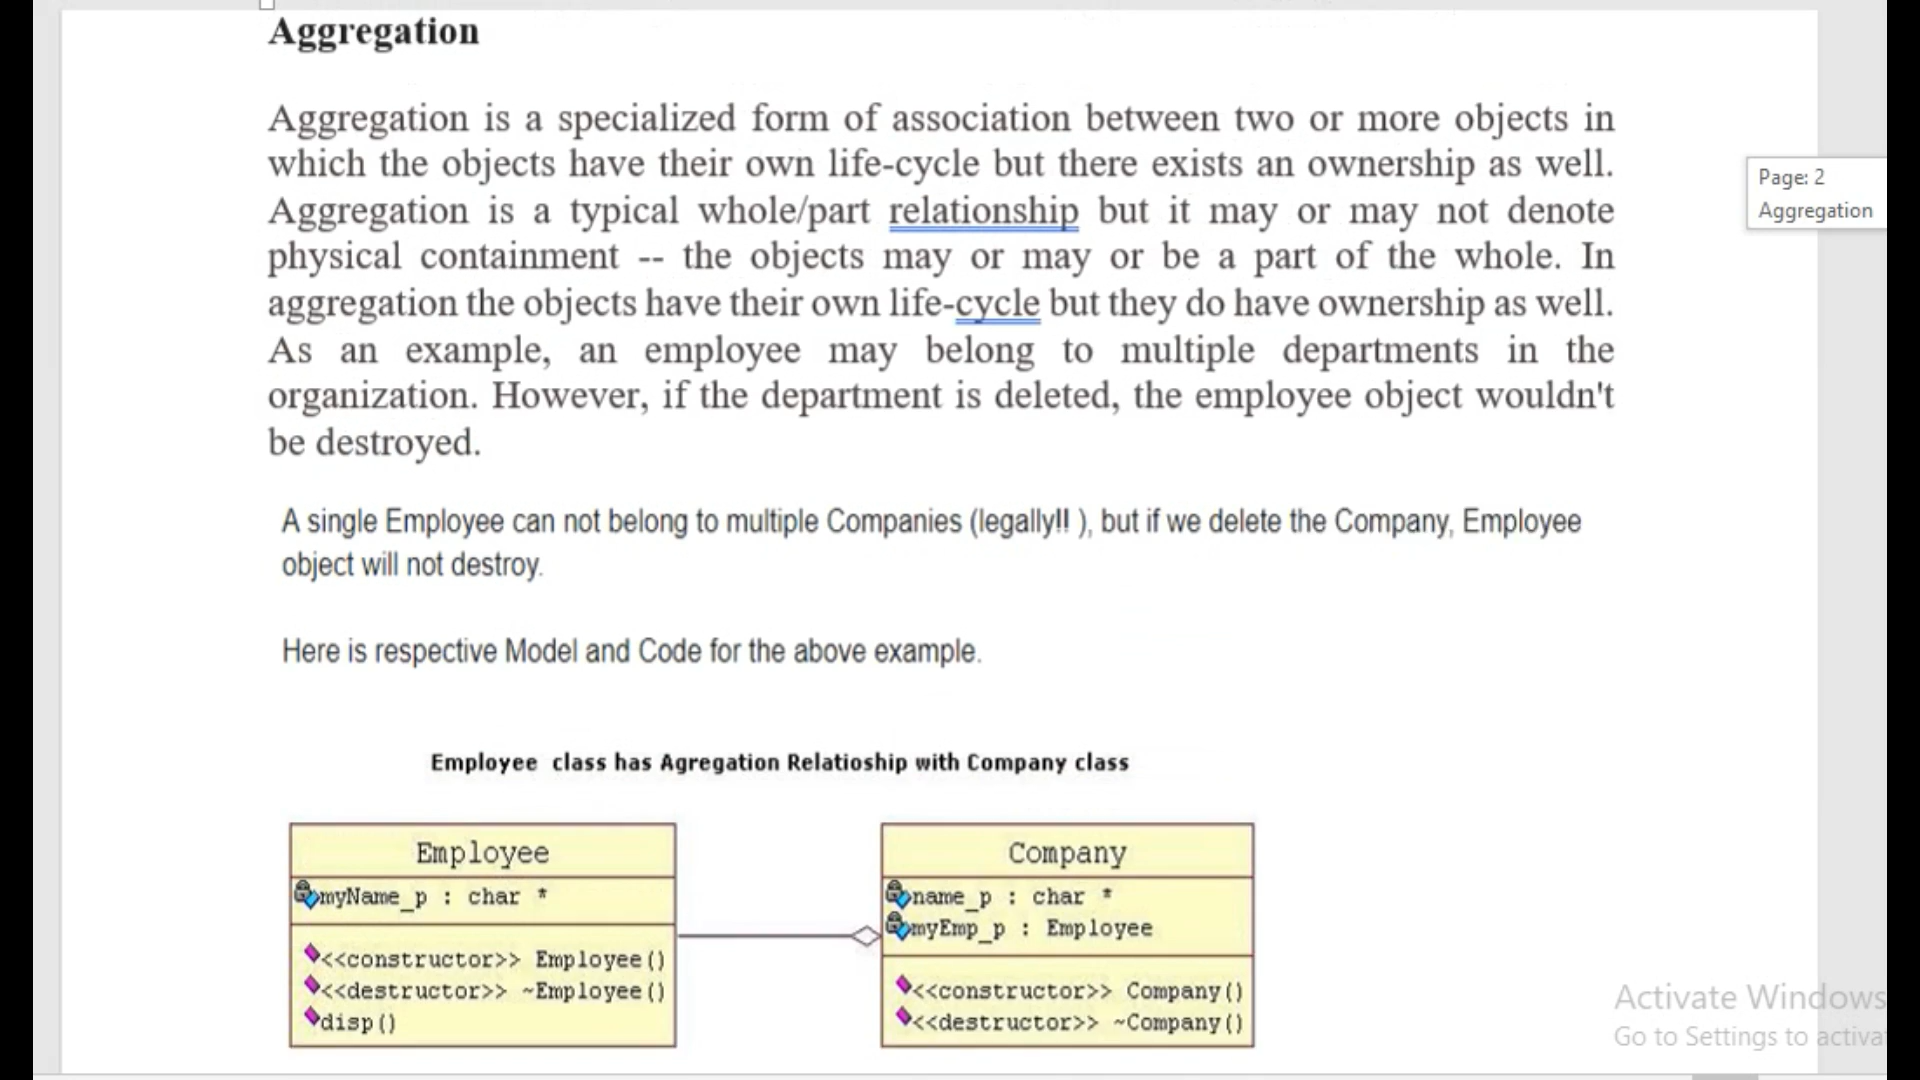 Aggregation
Aggregation is a specialized form of association between two or more objects in
which the objects have their own life-cycle but there exists an ownership as well.
Aggregation is a typical whole/part relationship but it may or may not denote
physical containment -- the objects may or may or be a part of the whole. In
aggregation the objects have their own life-cycle but they do have ownership as well.
As an example, an employee may belong to multiple departments in the
organization. However, if the department is deleted, the employee object wouldn't
be destroyed.
Page: 2
Aggregation
A single Employee can not belong to multiple Companies (legally!! ), but if we delete the Company, Employee
object will not destroy.
Here is respective Model and Code for the above example.
Employee class has Agregation Relatioship with Company class
Employee
myName_p : char *
<<constructor>> Employee()
<<destructor>> ~Employee()
disp()
Company
name_p : char *
myEmp_p : Employee
<<constructor>> Company()
<<destructor>> ~Company()
Activate Windows
Go to Settings to activa